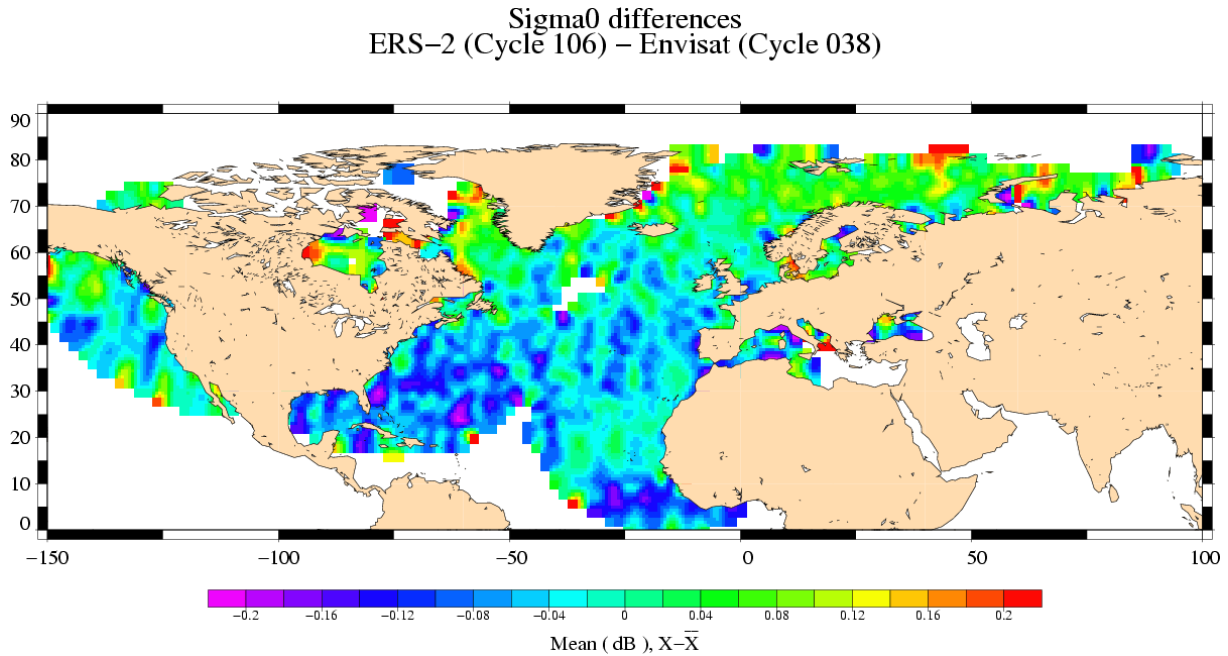 Sigma0 differences
ERS−2 (Cycle 106) − Envisat (Cycle 038)
90
80
70
60
50
40
30
20
10
0
−150 −100 −50 0 50 100
−0.2 −0.16 −0.12 −0.08 −0.04 0 0.04 0.08 0.12 0.16 0.2
Mean ( dB ), X−X̅